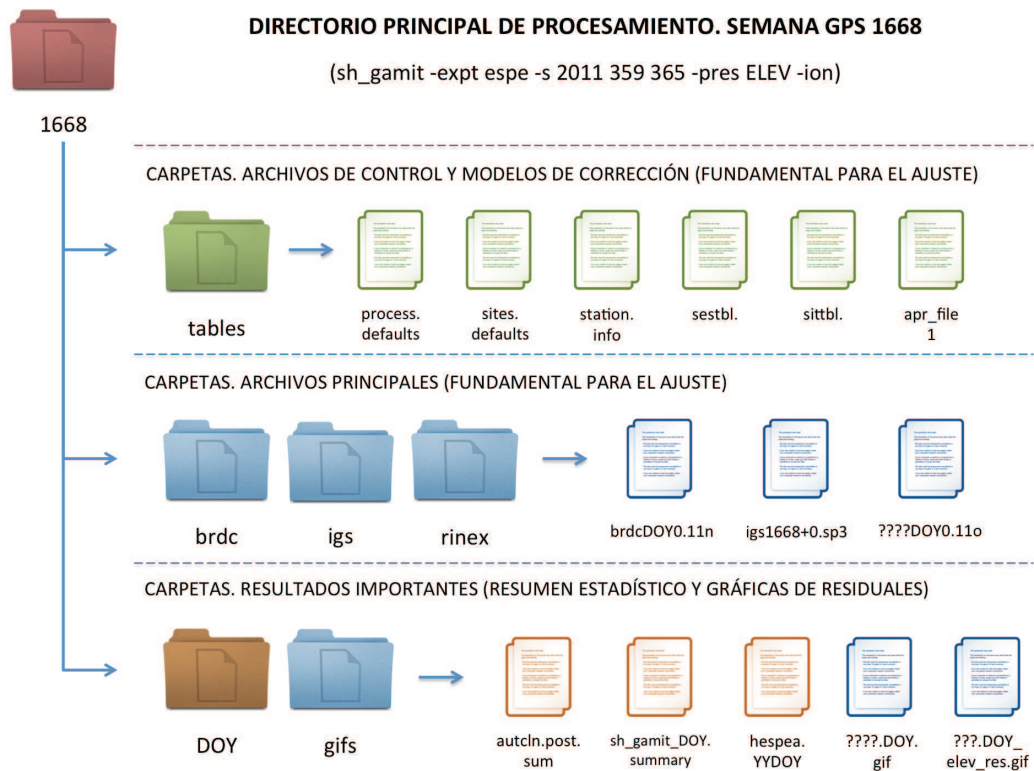 DIRECTORIO PRINCIPAL DE PROCESAMIENTO. SEMANA GPS 1668
(sh_gamit -expt espe -s 2011 359 365 -pres ELEV -ion)
1668
CARPETAS. ARCHIVOS DE CONTROL Y MODELOS DE CORRECCIÓN (FUNDAMENTAL PARA EL AJUSTE)
tables
process.
defaults
sites.
defaults
station.
info
sestbl.
sittbl.
apr_file
1
CARPETAS. ARCHIVOS PRINCIPALES (FUNDAMENTAL PARA EL AJUSTE)
brdc
igs
rinex
brdcDOY0.11n
igs1668+0.sp3
????DOY0.11o
CARPETAS. RESULTADOS IMPORTANTES (RESUMEN ESTADÍSTICO Y GRÁFICAS DE RESIDUALES)
DOY
gifs
autcln.post.
sum
sh_gamit_DOY.
summary
hespea.
YYDOY
????.DOY.
gif
???.DOY_
elev_res.gif